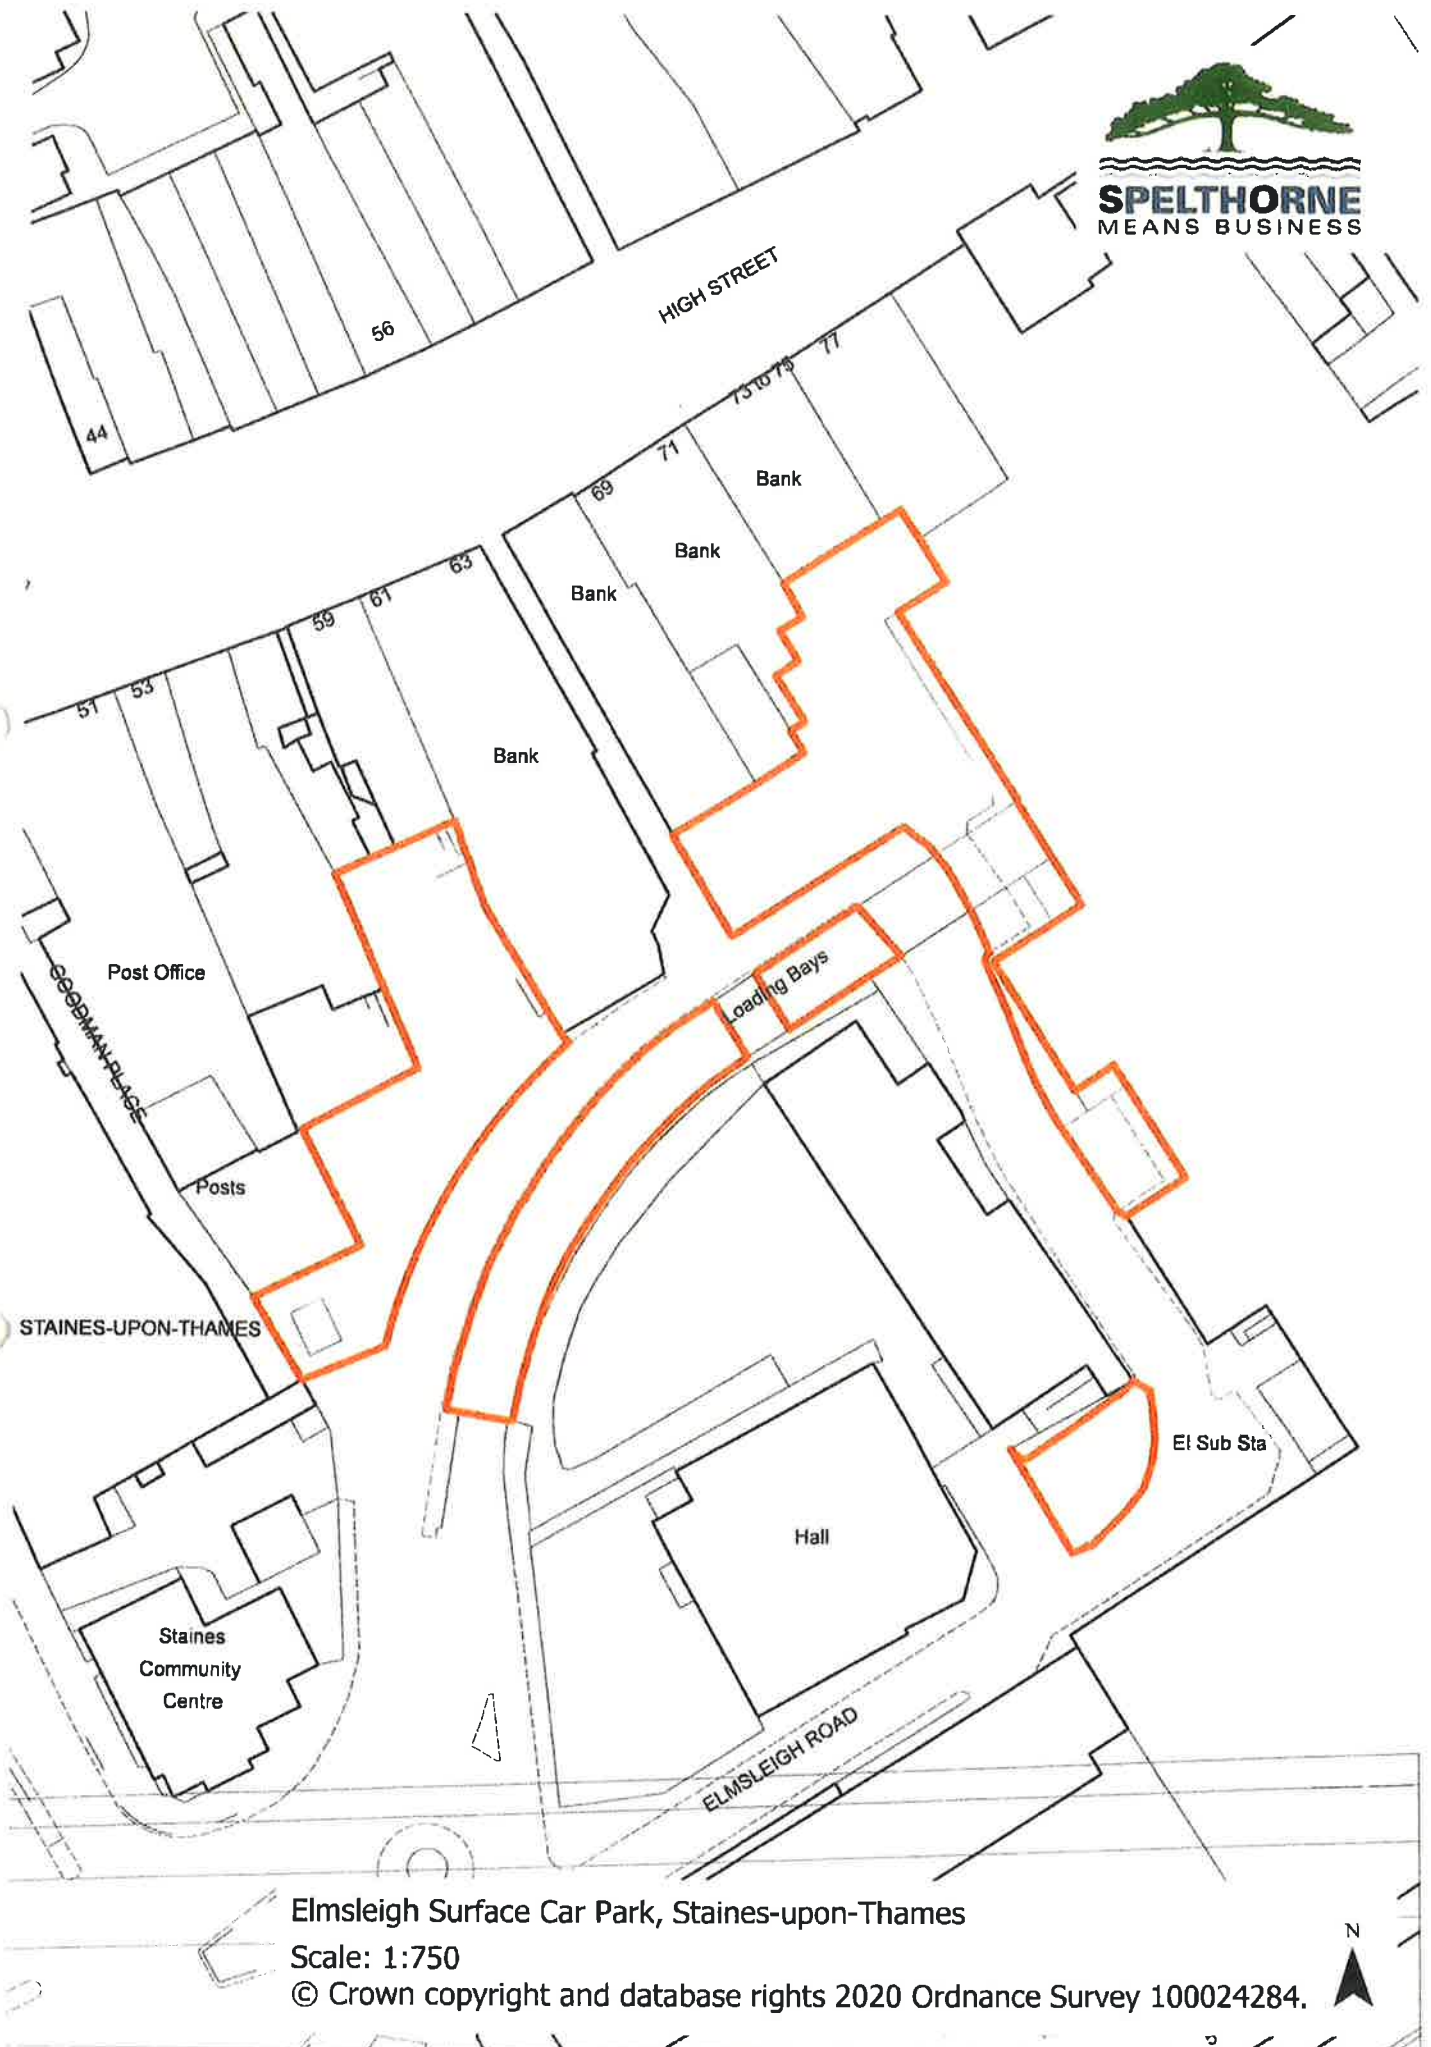 SPELTHORNE
MEANS BUSINESS
HIGH STREET
56
44
77
73 to 75
71
69
Bank
Bank
Bank
63
61
59
53
51
Bank
Post Office
GOODMAN PLACE
Loading Bays
Posts
STAINES-UPON-THAMES
El Sub Sta
Hall
Staines
Community
Centre
ELMSLEIGH ROAD
Elmsleigh Surface Car Park, Staines-upon-Thames
Scale: 1:750
© Crown copyright and database rights 2020 Ordnance Survey 100024284.
N